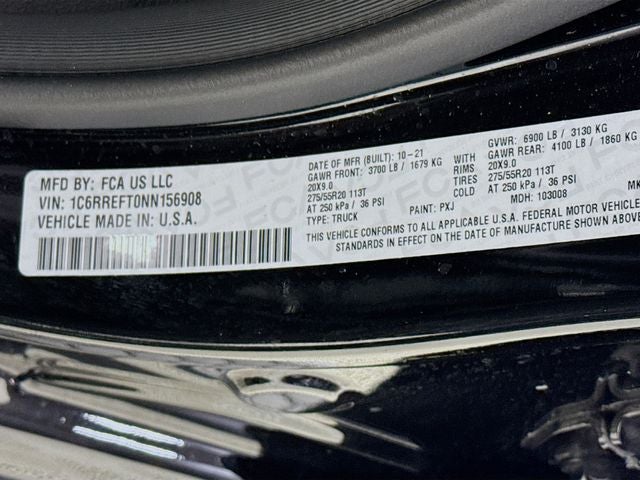 MFD BY: FCA US LLC
VIN: 1C6RREFT0NN156908
VEHICLE MADE IN: U.S.A.
DATE OF MFR (BUILT): 10-21
GAWR FRONT: 3700 LB / 1679 KG WITH
20X9.0 RIMS
275/55R20 113T TIRES
AT 250 kPa / 36 PSI COLD
TYPE: TRUCK PAINT: PXJ
GVWR: 6900 LB / 3130 KG
GAWR REAR: 4100 LB / 1860 KG
20X9.0
275/55R20 113T
AT 250 kPa / 36 PSI
MDH: 103008
THIS VEHICLE CONFORMS TO ALL APPLICABLE U.S.A. FEDERAL MOTOR VEHICLE
STANDARDS IN EFFECT ON THE DATE OF MANUFACTURE SHOWN ABOVE